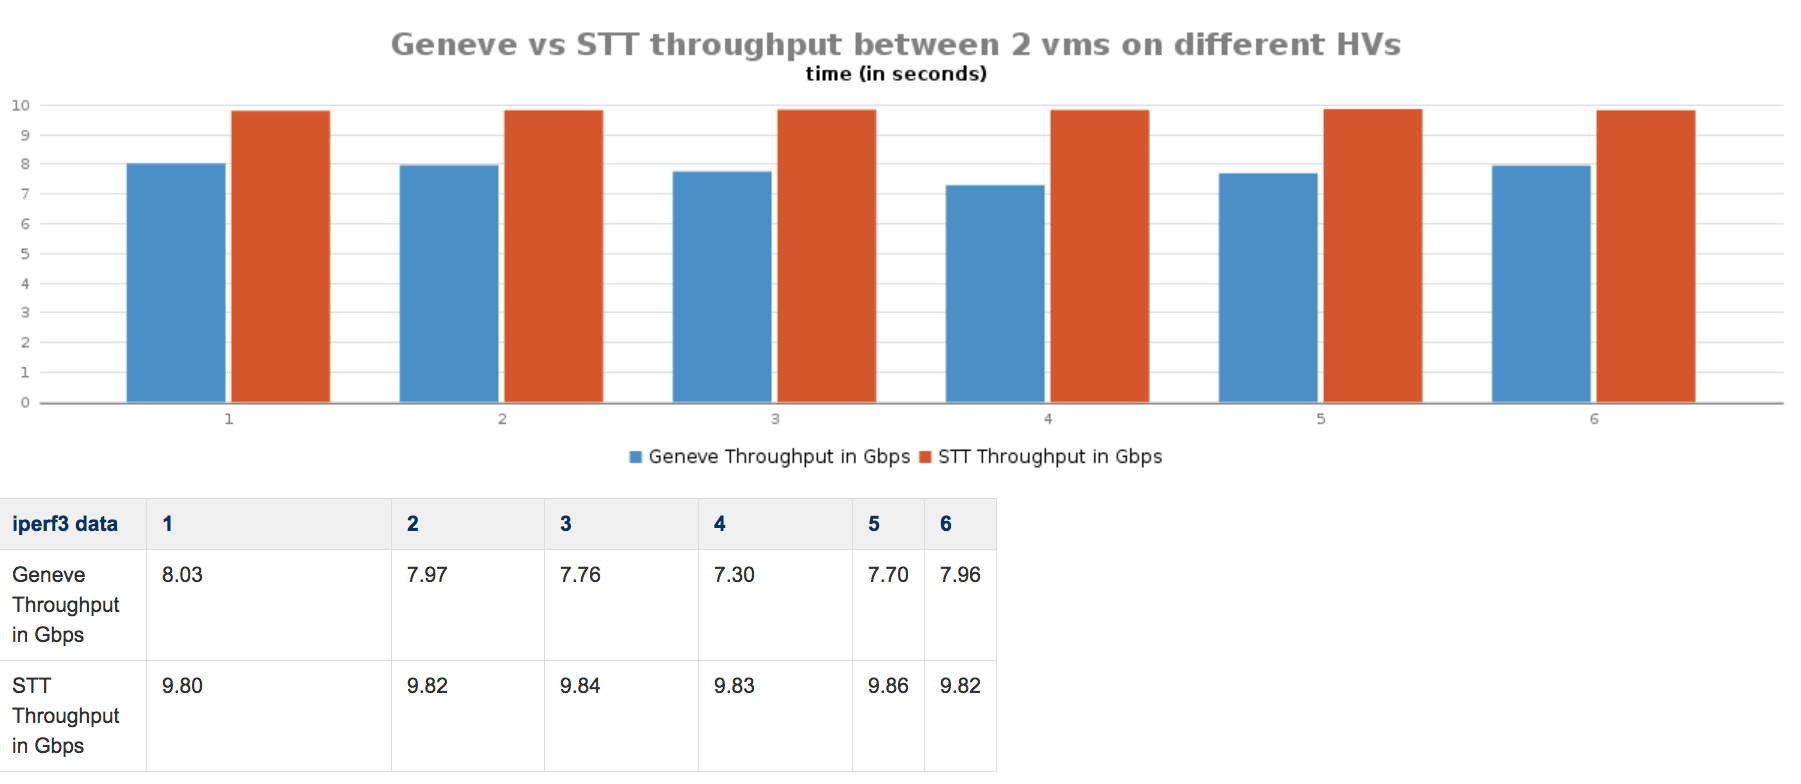 Geneve vs STT throughput between 2 vms on different HVs
time (in seconds)
10
9
8
7
6
5
4
3
2
1
0
1 2 3 4 5 6
Geneve Throughput in Gbps STT Throughput in Gbps
iperf3 data 1 2 3 4 5 6
Geneve 8.03 7.97 7.76 7.30 7.70 7.96
Throughput
in Gbps
STT 9.80 9.82 9.84 9.83 9.86 9.82
Throughput
in Gbps